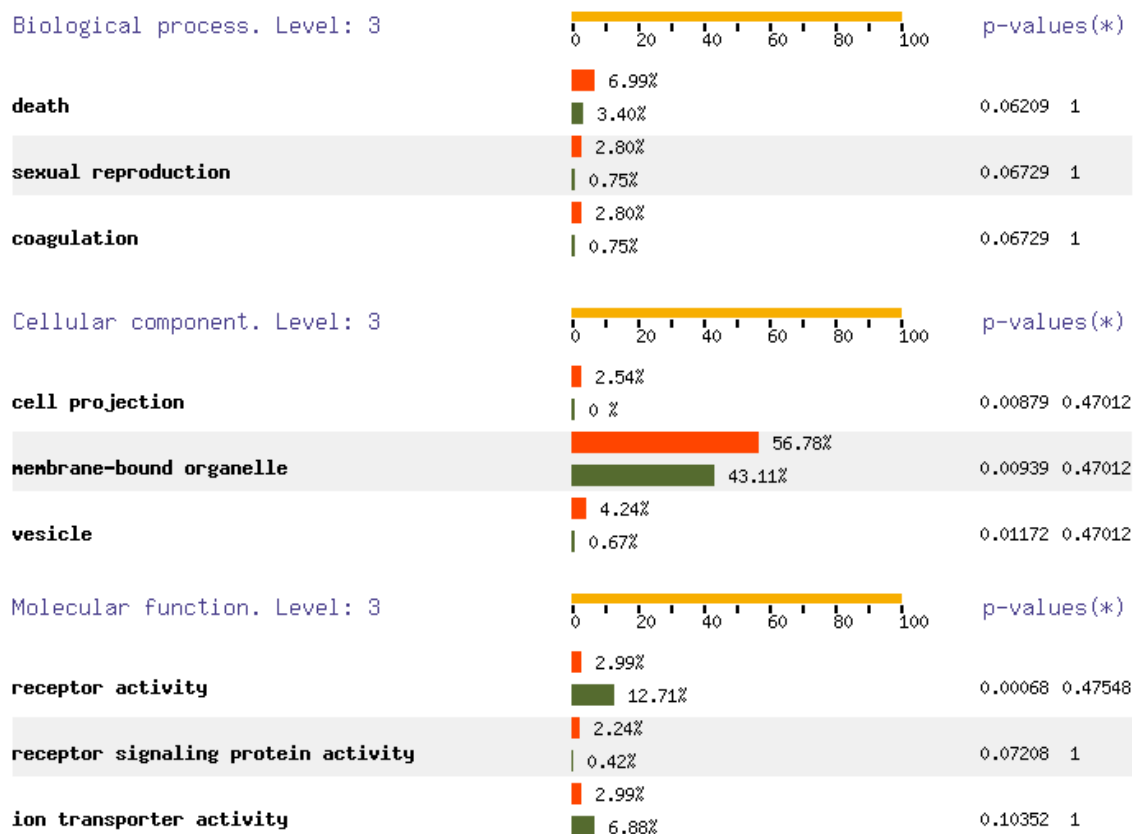 Biological process. Level: 3 0 20 40 60 80 100 p-values(*)
6.99%
death 3.40% 0.06209 1
2.80%
sexual reproduction 0.75% 0.06729 1
2.80%
coagulation 0.75% 0.06729 1
Cellular component. Level: 3 0 20 40 60 80 100 p-values(*)
2.54%
cell projection 0 % 0.00879 0.47012
56.78%
membrane-bound organelle 43.11% 0.00939 0.47012
4.24%
vesicle 0.67% 0.01172 0.47012
Molecular function. Level: 3 0 20 40 60 80 100 p-values(*)
2.99%
receptor activity 12.71% 0.00068 0.47548
2.24%
receptor signaling protein activity 0.42% 0.07208 1
2.99%
ion transporter activity 6.88% 0.10352 1